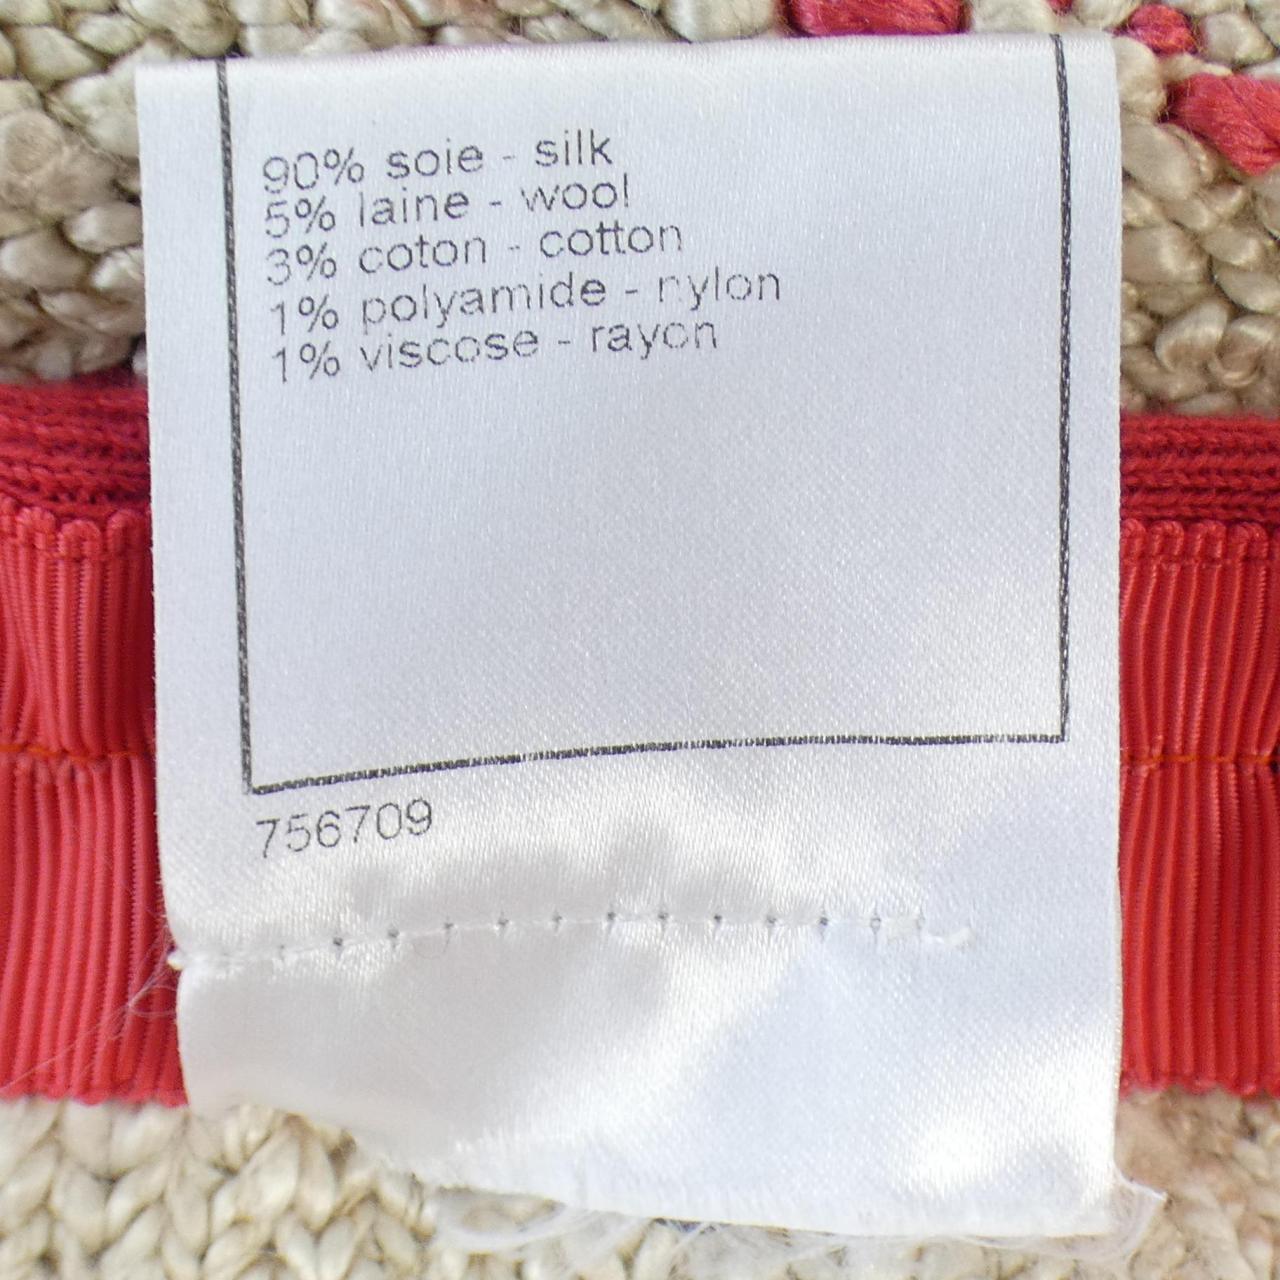 90% soie - silk
5% laine - wool
3% coton - cotton
1% polyamide - nylon
1% viscose - rayon
756709